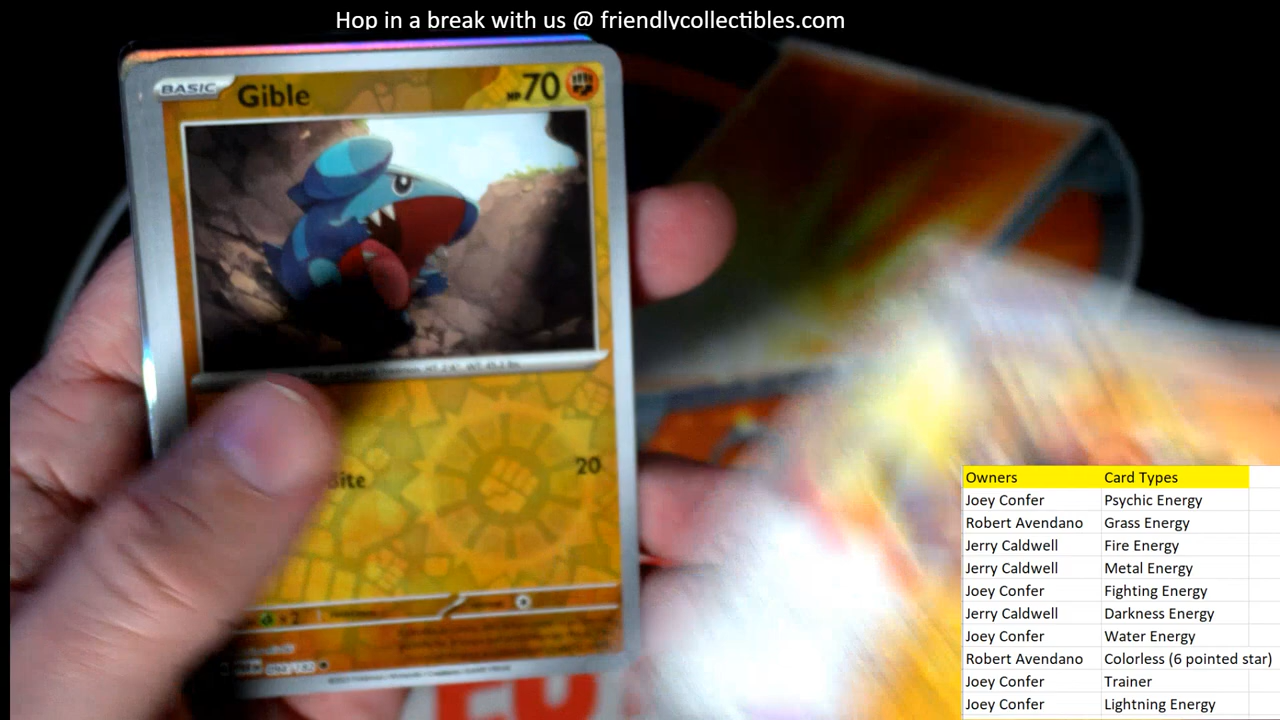 Hop in a break with us @ friendlycollectibles.com
BASIC Gible HP 70
Bite 20
×2
Owners Card Types
Joey Confer Psychic Energy
Robert Avendano Grass Energy
Jerry Caldwell Fire Energy
Jerry Caldwell Metal Energy
Joey Confer Fighting Energy
Jerry Caldwell Darkness Energy
Joey Confer Water Energy
Robert Avendano Colorless (6 pointed star)
Joey Confer Trainer
Joey Confer Lightning Energy